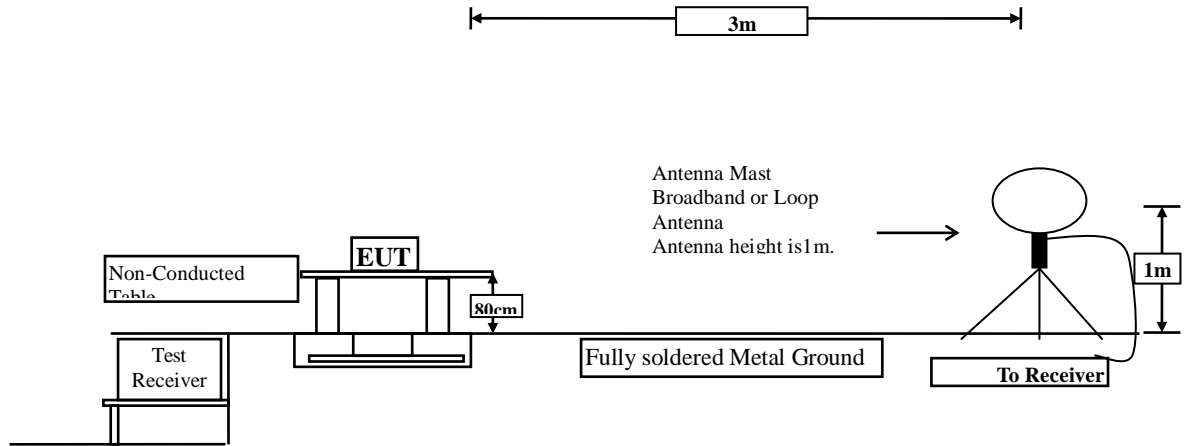 3m
Antenna Mast
Broadband or Loop
Antenna
Antenna height is1m.
EUT
Non-Conducted
Table
80cm
1m
Test
Receiver
Fully soldered Metal Ground
To Receiver